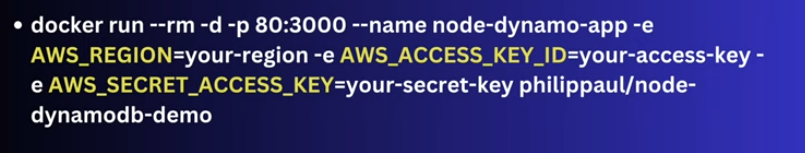 • docker run --rm -d -p 80:3000 --name node-dynamo-app -e
AWS_REGION=your-region -e AWS_ACCESS_KEY_ID=your-access-key -
e AWS_SECRET_ACCESS_KEY=your-secret-key philippaul/node-
dynamodb-demo